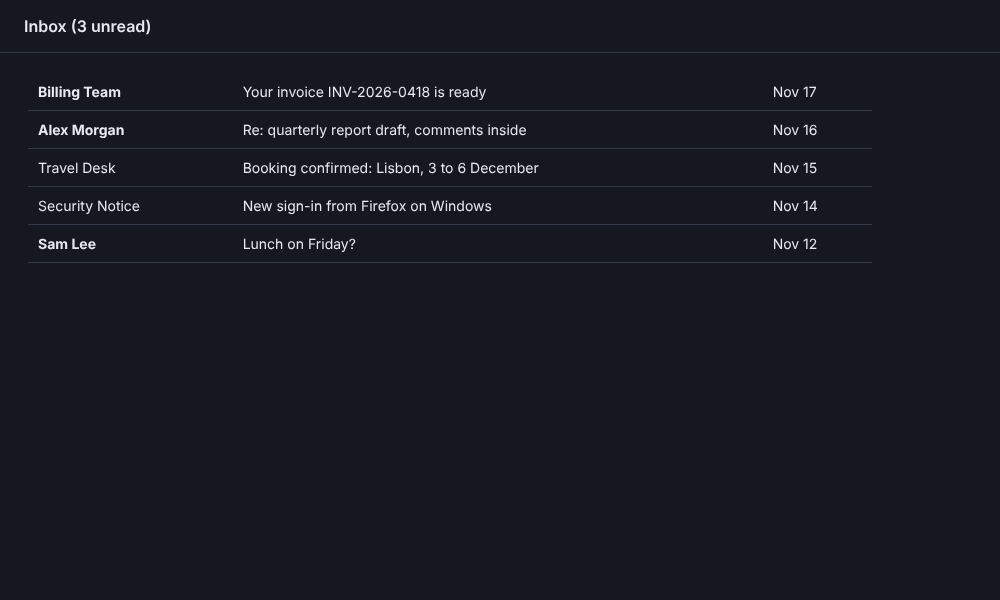 Inbox (3 unread)
Billing Team Your invoice INV-2026-0418 is ready Nov 17
Alex Morgan Re: quarterly report draft, comments inside Nov 16
Travel Desk Booking confirmed: Lisbon, 3 to 6 December Nov 15
Security Notice New sign-in from Firefox on Windows Nov 14
Sam Lee Lunch on Friday? Nov 12